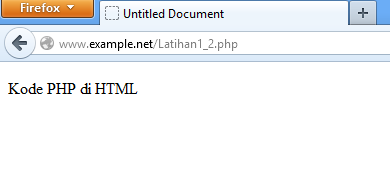 Firefox
Untitled Document
www.example.net/Latihan1_2.php
Kode PHP di HTML